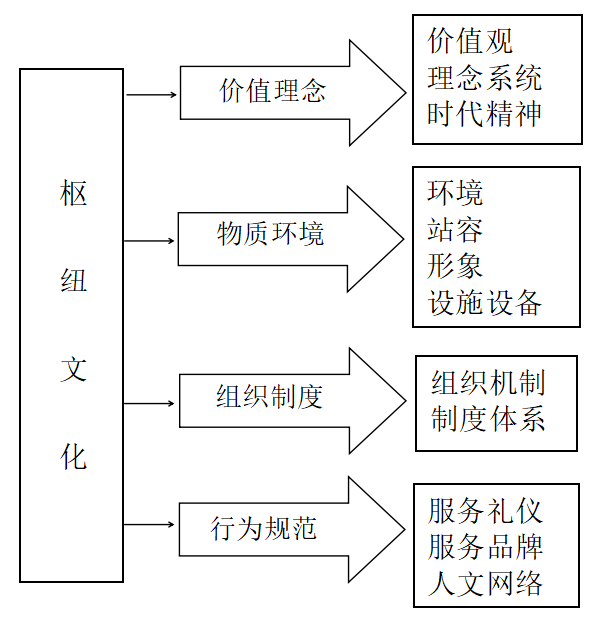 枢纽文化
价值理念
价值观
理念系统
时代精神
物质环境
环境
站容
形象
设施设备
组织制度
组织机制
制度体系
行为规范
服务礼仪
服务品牌
人文网络